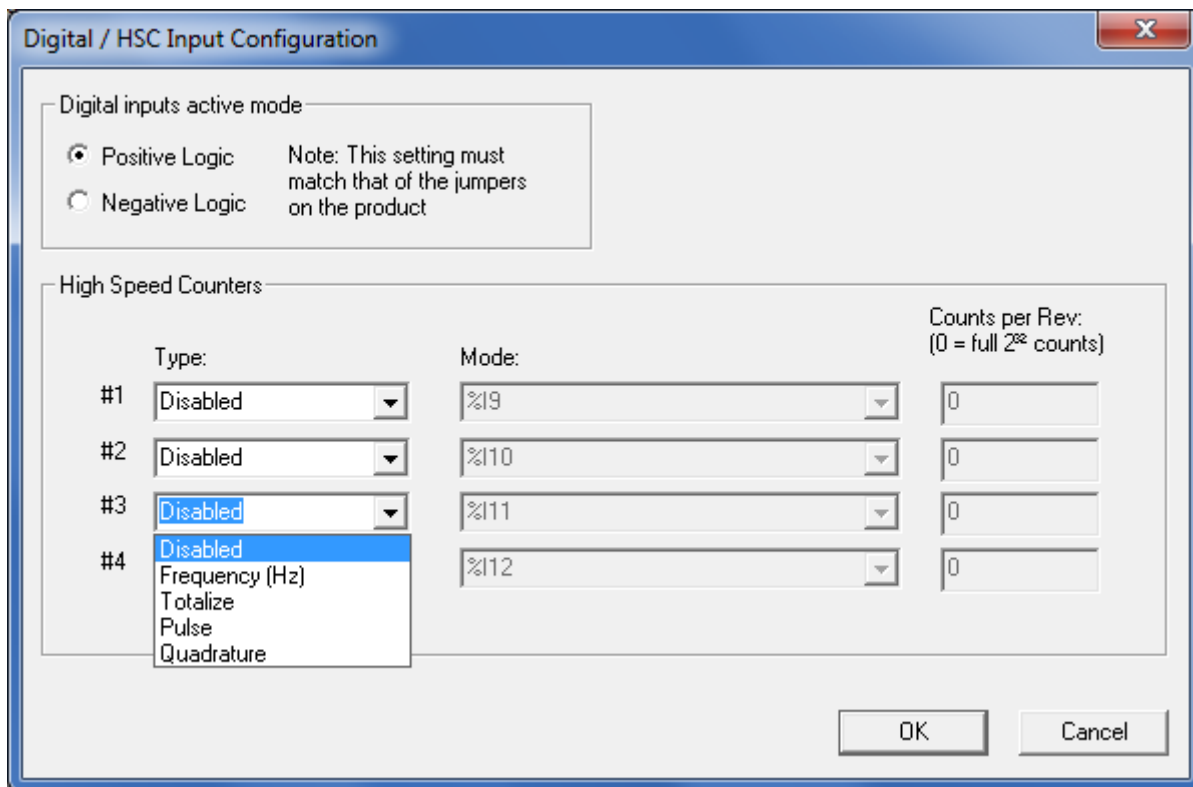 Digital / HSC Input Configuration
Digital inputs active mode
Positive Logic
Negative Logic
Note: This setting must
match that of the jumpers
on the product
High Speed Counters
Counts per Rev:
(0 = full 2³² counts)
Type:
Mode:
#1
Disabled
%I9
0
#2
Disabled
%I10
0
#3
Disabled
%I11
0
#4
%I12
0
Disabled
Frequency (Hz)
Totalize
Pulse
Quadrature
OK
Cancel